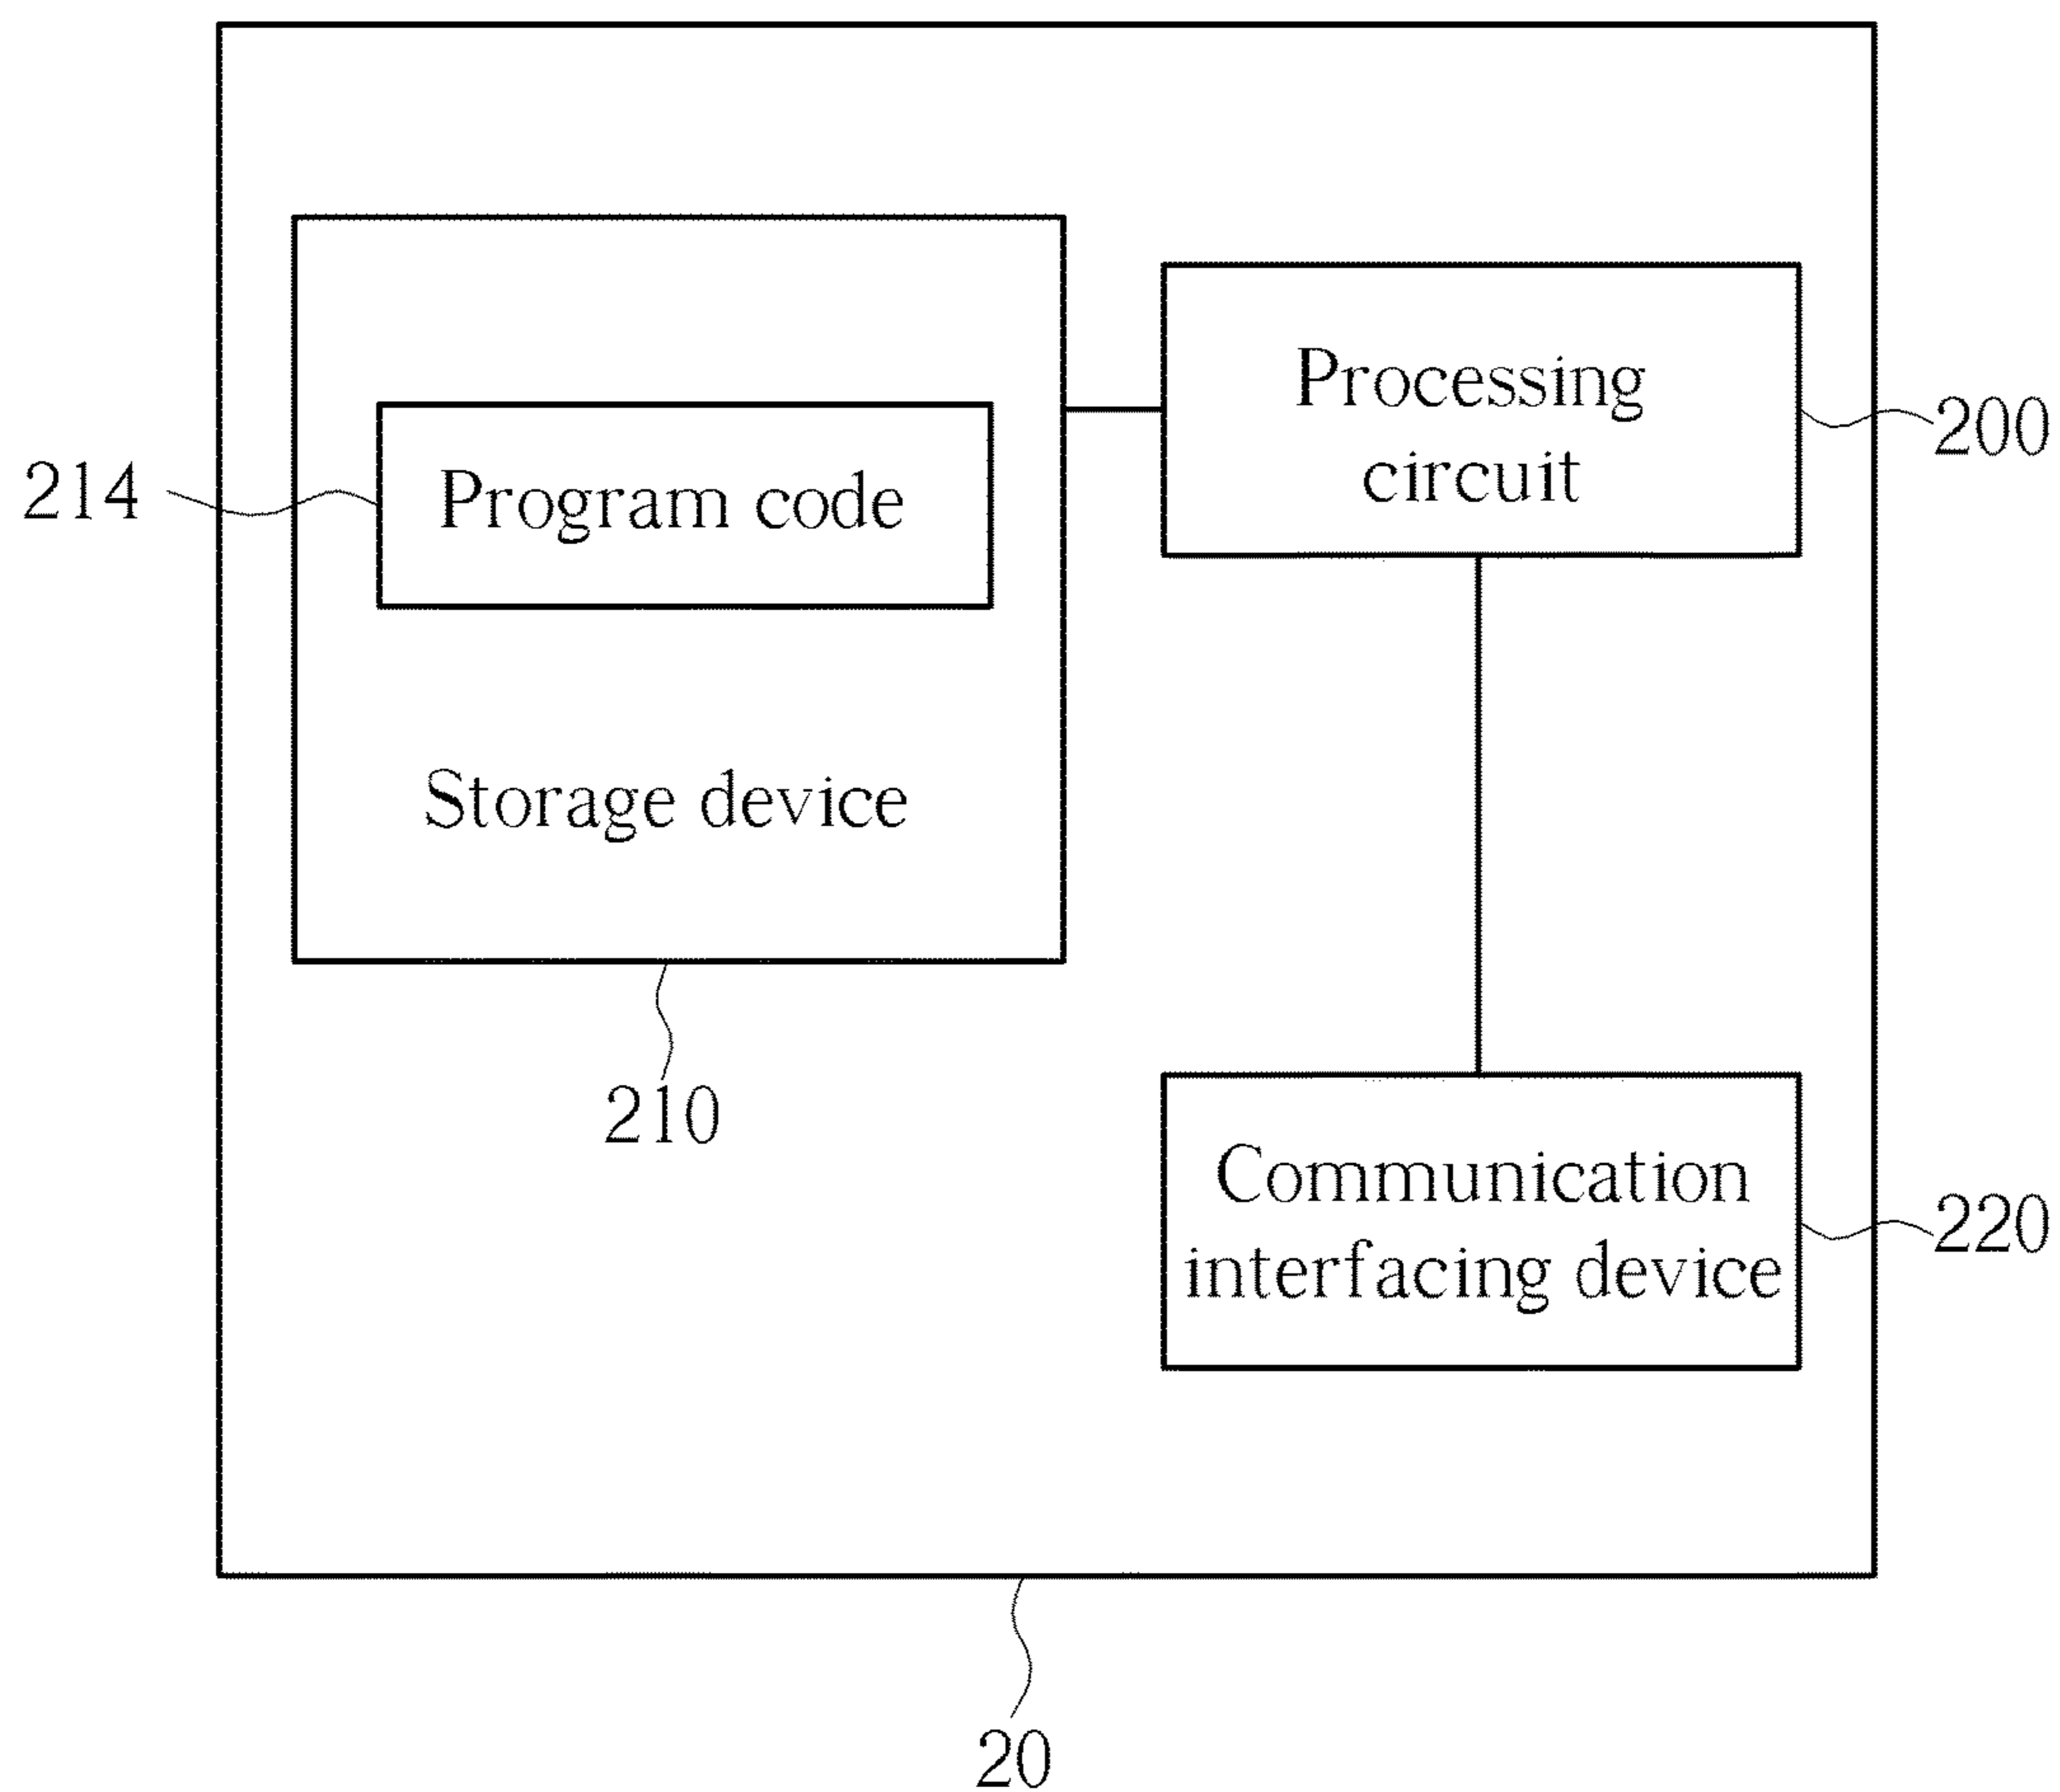 Processing
circuit
200
214
Program code
Storage device
210
Communication
interfacing device
220
20